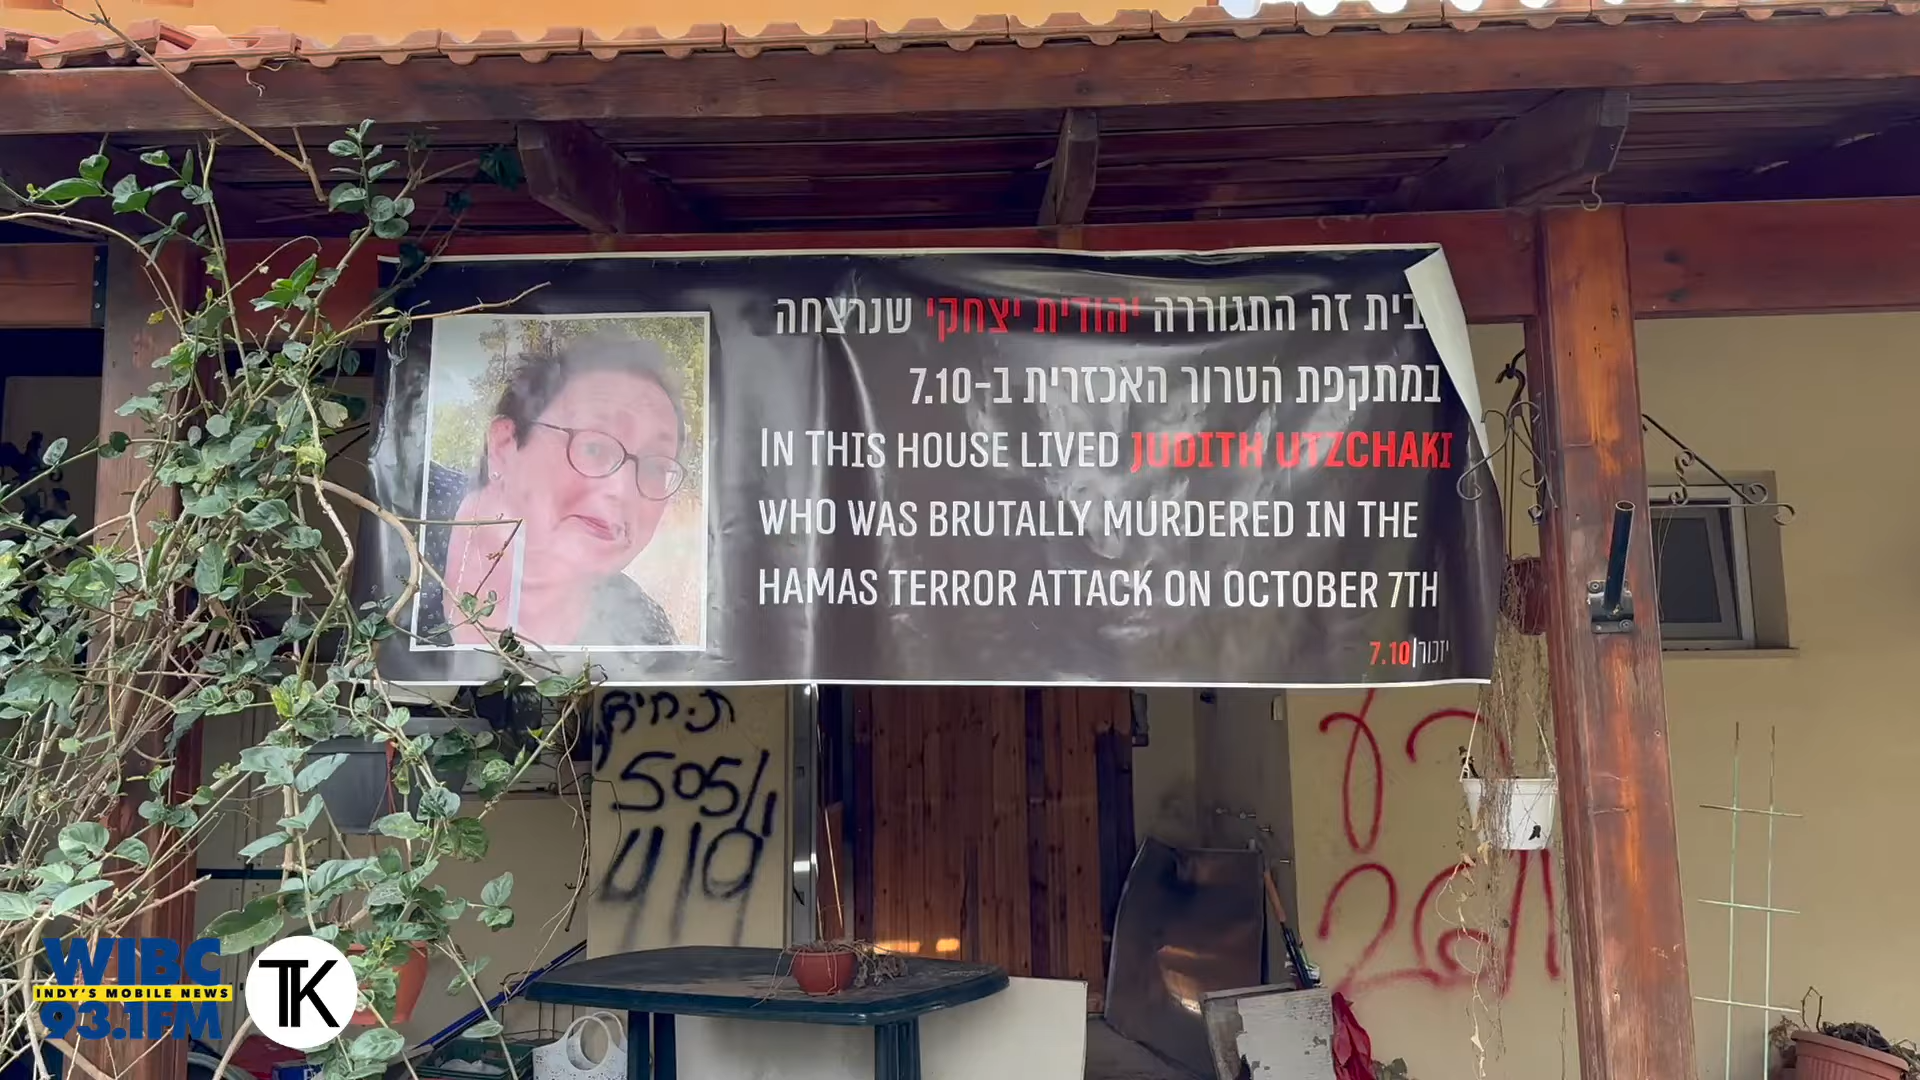 בית זה התגוררה יהודית יצחקי שנרצחה
במתקפת הטרור האכזרית ב-7.10
IN THIS HOUSE LIVED JUDITH UTZCHAKI
WHO WAS BRUTALLY MURDERED IN THE
HAMAS TERROR ATTACK ON OCTOBER 7TH
יזכור|7.10
505/
WIBC
INDY'S MOBILE NEWS
93.1FM
TK